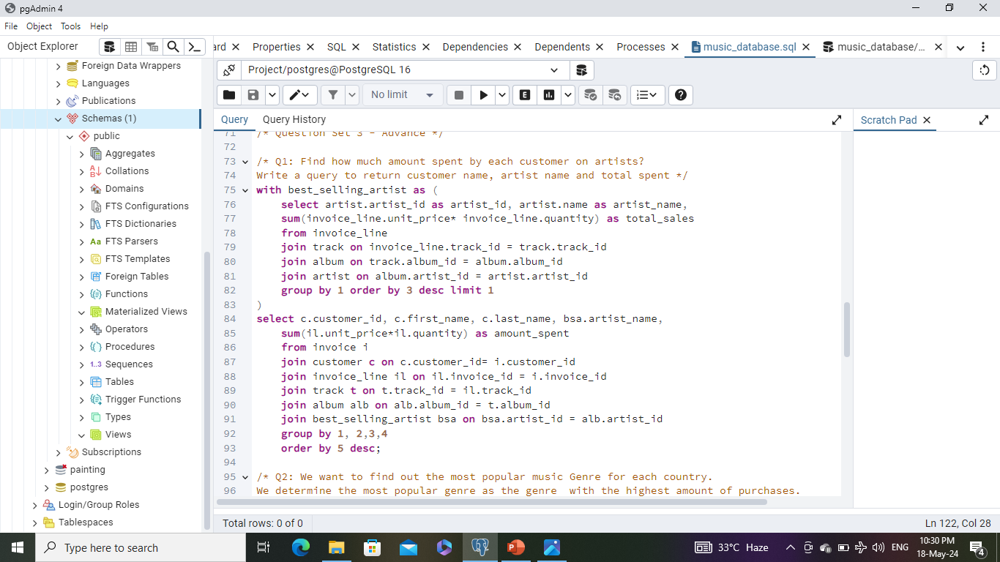 pgAdmin 4
File Object Tools Help
Object Explorer
ard Properties SQL Statistics Dependencies Dependents Processes music_database.sql music_database/...
Project/postgres@PostgreSQL 16
No limit
E
Query Query History
Scratch Pad
Foreign Data Wrappers
Languages
Publications
Schemas (1)
public
Aggregates
Collations
Domains
FTS Configurations
FTS Dictionaries
Aa FTS Parsers
FTS Templates
Foreign Tables
Functions
Materialized Views
Operators
Procedures
1..3 Sequences
Tables
Trigger Functions
Types
Views
Subscriptions
painting
postgres
Login/Group Roles
Tablespaces
71 /* Question Set 3 - Advance */
72
73 /* Q1: Find how much amount spent by each customer on artists?
74 Write a query to return customer name, artist name and total spent */
75 with best_selling_artist as (
76 select artist.artist_id as artist_id, artist.name as artist_name,
77 sum(invoice_line.unit_price* invoice_line.quantity) as total_sales
78 from invoice_line
79 join track on invoice_line.track_id = track.track_id
80 join album on track.album_id = album.album_id
81 join artist on album.artist_id = artist.artist_id
82 group by 1 order by 3 desc limit 1
83 )
84 select c.customer_id, c.first_name, c.last_name, bsa.artist_name,
85 sum(il.unit_price*il.quantity) as amount_spent
86 from invoice i
87 join customer c on c.customer_id= i.customer_id
88 join invoice_line il on il.invoice_id = i.invoice_id
89 join track t on t.track_id = il.track_id
90 join album alb on alb.album_id = t.album_id
91 join best_selling_artist bsa on bsa.artist_id = alb.artist_id
92 group by 1, 2,3,4
93 order by 5 desc;
94
95 /* Q2: We want to find out the most popular music Genre for each country.
96 We determine the most popular genre as the genre  with the highest amount of purchases.
Total rows: 0 of 0
Ln 122, Col 28
Type here to search
33°C Haze
ENG
10:30 PM
18-May-24
4